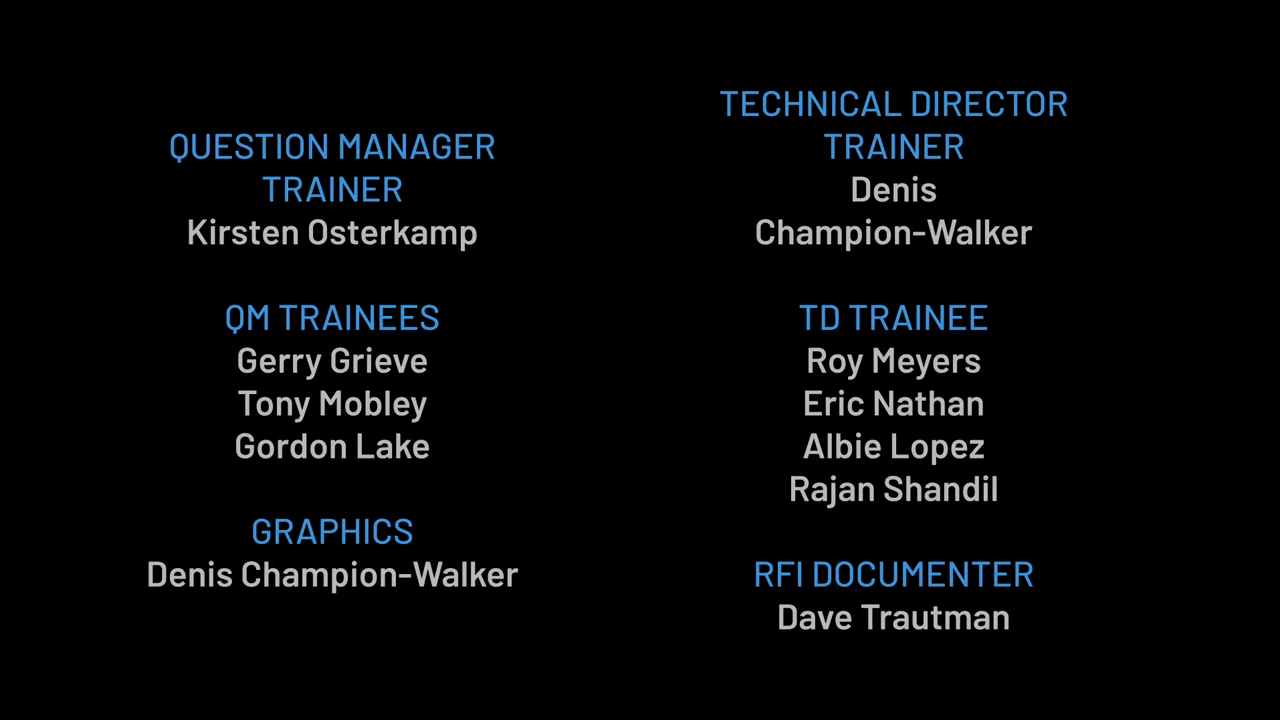 QUESTION MANAGER
TRAINER
Kirsten Osterkamp
QM TRAINEES
Gerry Grieve
Tony Mobley
Gordon Lake
GRAPHICS
Denis Champion-Walker
TECHNICAL DIRECTOR
TRAINER
Denis
Champion-Walker
TD TRAINEE
Roy Meyers
Eric Nathan
Albie Lopez
Rajan Shandil
RFI DOCUMENTER
Dave Trautman